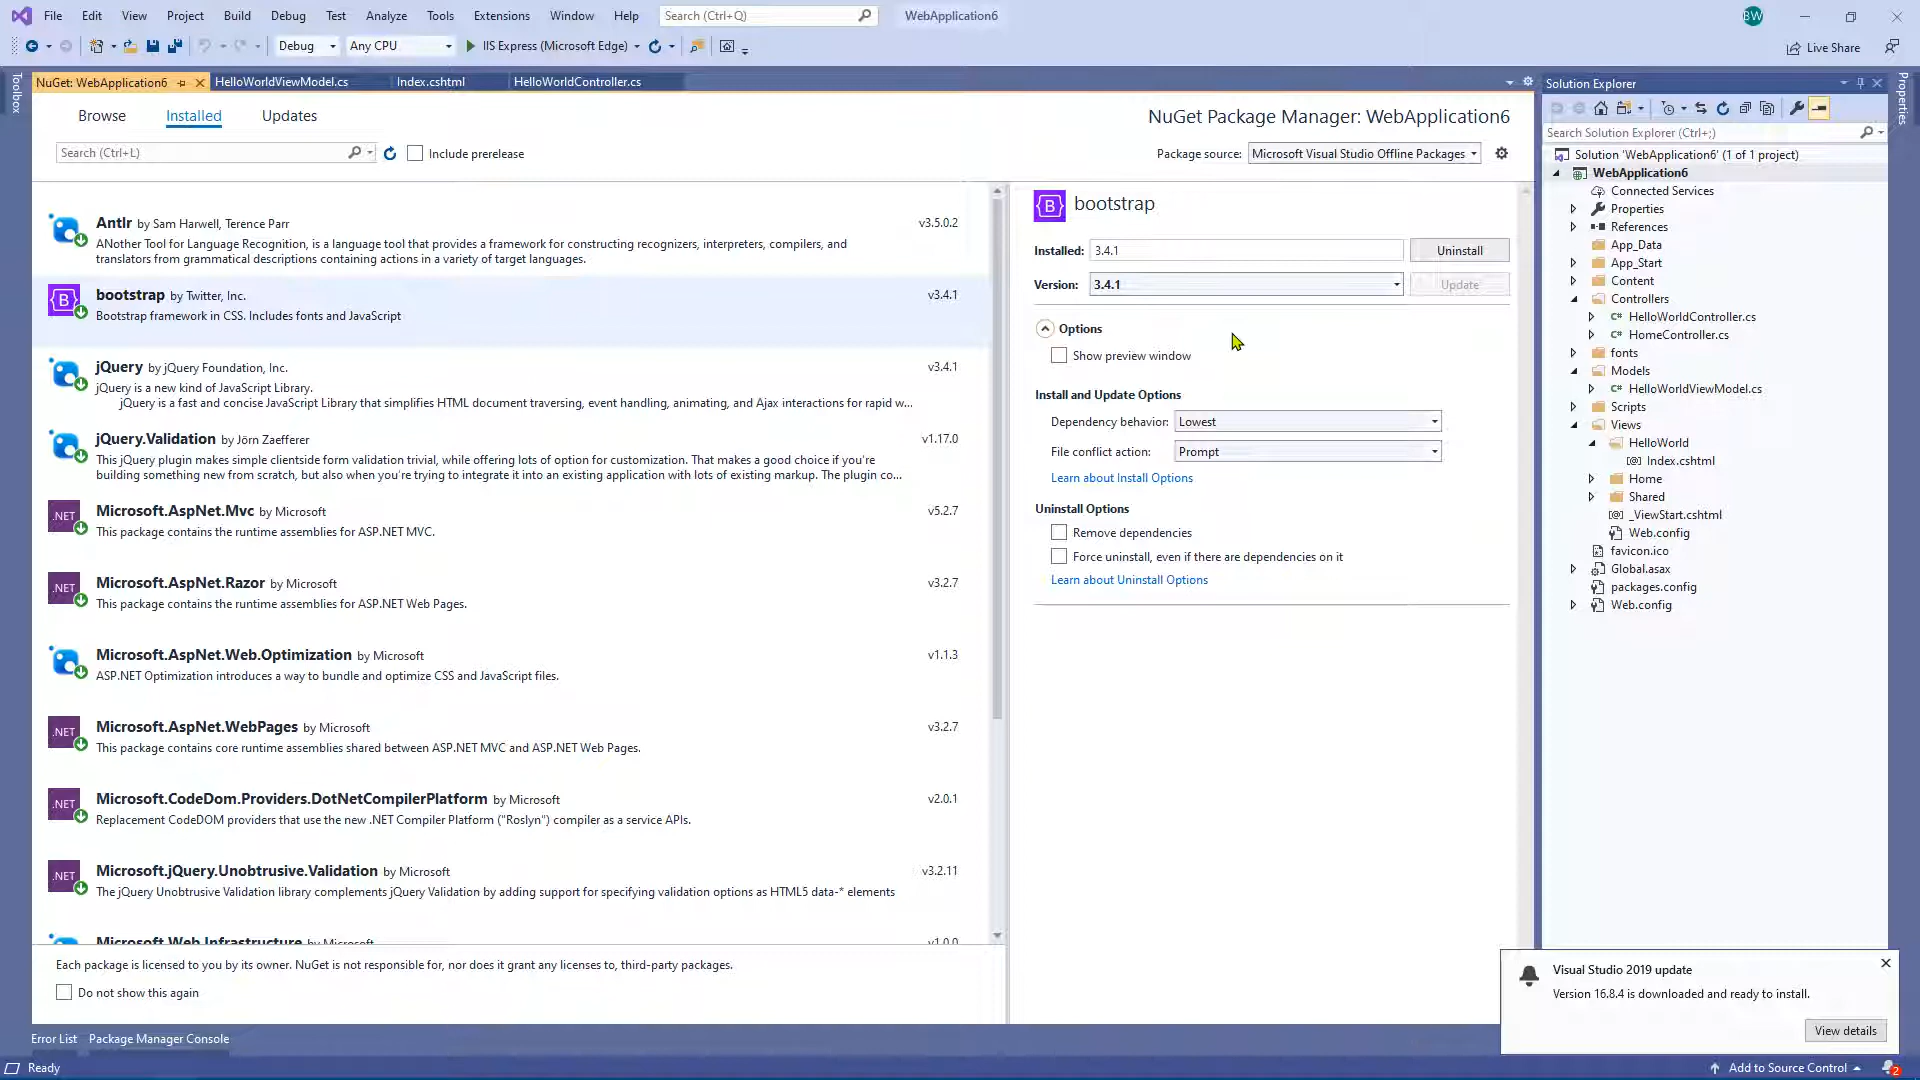 File Edit View Project Build Debug Test Analyze Tools Extensions Window Help Search (Ctrl+Q) WebApplication6 BW
Debug Any CPU IIS Express (Microsoft Edge) Live Share
Toolbox
NuGet: WebApplication6 HelloWorldViewModel.cs Index.cshtml HelloWorldController.cs
Browse Installed Updates
NuGet Package Manager: WebApplication6
Search (Ctrl+L) Include prerelease
Package source: Microsoft Visual Studio Offline Packages
Antlr by Sam Harwell, Terence Parr v3.5.0.2
ANother Tool for Language Recognition, is a language tool that provides a framework for constructing recognizers, interpreters, compilers, and
translators from grammatical descriptions containing actions in a variety of target languages.
bootstrap by Twitter, Inc. v3.4.1
Bootstrap framework in CSS. Includes fonts and JavaScript
jQuery by jQuery Foundation, Inc. v3.4.1
jQuery is a new kind of JavaScript Library.
jQuery is a fast and concise JavaScript Library that simplifies HTML document traversing, event handling, animating, and Ajax interactions for rapid w...
jQuery.Validation by Jörn Zaefferer v1.17.0
This jQuery plugin makes simple clientside form validation trivial, while offering lots of option for customization. That makes a good choice if you're
building something new from scratch, but also when you're trying to integrate it into an existing application with lots of existing markup. The plugin co...
.NET Microsoft.AspNet.Mvc by Microsoft v5.2.7
This package contains the runtime assemblies for ASP.NET MVC.
.NET Microsoft.AspNet.Razor by Microsoft v3.2.7
This package contains the runtime assemblies for ASP.NET Web Pages.
Microsoft.AspNet.Web.Optimization by Microsoft v1.1.3
ASP.NET Optimization introduces a way to bundle and optimize CSS and JavaScript files.
.NET Microsoft.AspNet.WebPages by Microsoft v3.2.7
This package contains core runtime assemblies shared between ASP.NET MVC and ASP.NET Web Pages.
.NET Microsoft.CodeDom.Providers.DotNetCompilerPlatform by Microsoft v2.0.1
Replacement CodeDOM providers that use the new .NET Compiler Platform ("Roslyn") compiler as a service APIs.
.NET Microsoft.jQuery.Unobtrusive.Validation by Microsoft v3.2.11
The jQuery Unobtrusive Validation library complements jQuery Validation by adding support for specifying validation options as HTML5 data-* elements
Microsoft.Web.Infrastructure by Microsoft v1.0.0
Each package is licensed to you by its owner. NuGet is not responsible for, nor does it grant any licenses to, third-party packages.
Do not show this again
B bootstrap
Installed: 3.4.1 Uninstall
Version: 3.4.1 Update
Options
Show preview window
Install and Update Options
Dependency behavior: Lowest
File conflict action: Prompt
Learn about Install Options
Uninstall Options
Remove dependencies
Force uninstall, even if there are dependencies on it
Learn about Uninstall Options
Solution Explorer
Search Solution Explorer (Ctrl+;)
Solution 'WebApplication6' (1 of 1 project)
WebApplication6
Connected Services
Properties
References
App_Data
App_Start
Content
Controllers
C# HelloWorldController.cs
C# HomeController.cs
fonts
Models
C# HelloWorldViewModel.cs
Scripts
Views
HelloWorld
Index.cshtml
Home
Shared
_ViewStart.cshtml
Web.config
favicon.ico
Global.asax
packages.config
Web.config
Properties
Visual Studio 2019 update
Version 16.8.4 is downloaded and ready to install.
View details
Error List Package Manager Console
Ready Add to Source Control 2